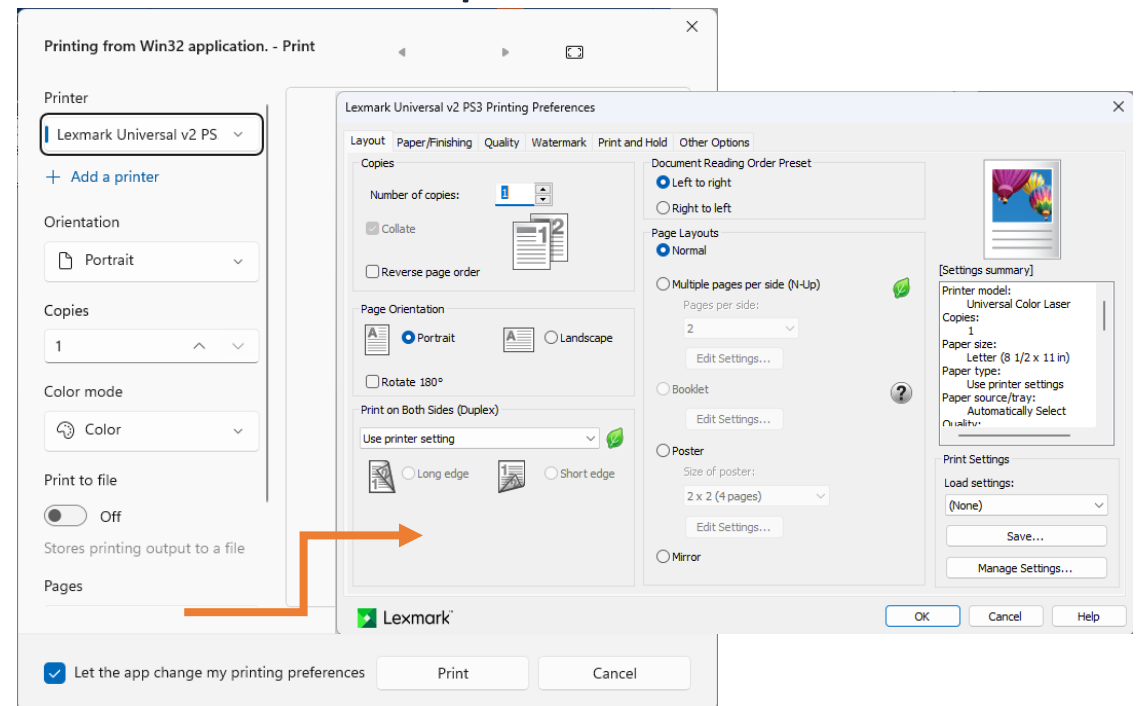 Printing from Win32 application. - Print
Printer
Lexmark Universal v2 PS
+ Add a printer
Orientation
Portrait
Copies
1
Color mode
Color
Print to file
Off
Stores printing output to a file
Pages
Let the app change my printing preferences
Print
Cancel
Lexmark Universal v2 PS3 Printing Preferences
Layout Paper/Finishing Quality Watermark Print and Hold Other Options
Copies
Number of copies: 1
Collate
1 2
Reverse page order
Page Orientation
A Portrait A Landscape
Rotate 180°
Print on Both Sides (Duplex)
Use printer setting
Long edge Short edge
Document Reading Order Preset
Left to right
Right to left
Page Layouts
Normal
Multiple pages per side (N-Up)
Pages per side:
2
Edit Settings...
Booklet
?
Edit Settings...
Poster
Size of poster:
2 x 2 (4 pages)
Edit Settings...
Mirror
[Settings summary]
Printer model:
Universal Color Laser
Copies:
1
Paper size:
Letter (8 1/2 x 11 in)
Paper type:
Use printer settings
Paper source/tray:
Automatically Select
Quality:
Print Settings
Load settings:
(None)
Save...
Manage Settings...
Lexmark™
OK Cancel Help